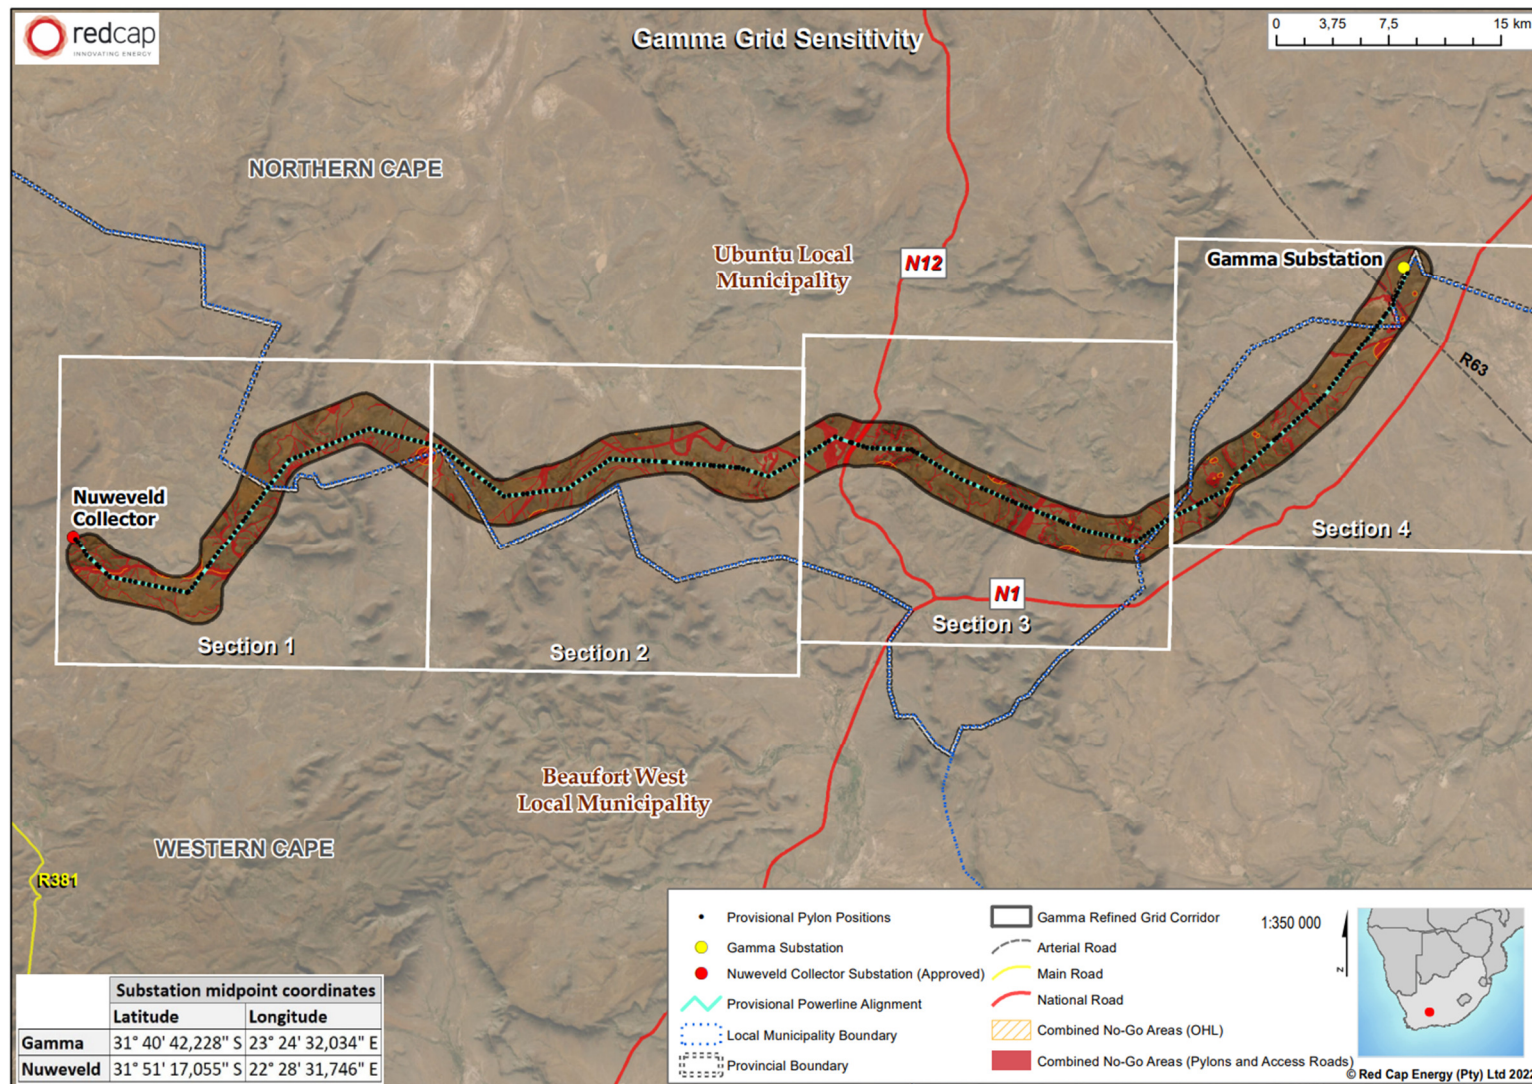 redcap
INNOVATING ENERGY
Gamma Grid Sensitivity
0 3,75 7,5 15 km
NORTHERN CAPE
Ubuntu Local
Municipality
N12
Gamma Substation
R63
Nuweveld
Collector
Section 4
N1
Section 3
Section 1
Section 2
Beaufort West
Local Municipality
WESTERN CAPE
R381
Provisional Pylon Positions
Gamma Substation
Nuweveld Collector Substation (Approved)
Provisional Powerline Alignment
Local Municipality Boundary
Provincial Boundary
Gamma Refined Grid Corridor
Arterial Road
Main Road
National Road
Combined No-Go Areas (OHL)
Combined No-Go Areas (Pylons and Access Roads)
1:350 000
N
Substation midpoint coordinates
Latitude Longitude
Gamma 31° 40' 42,228" S 23° 24' 32,034" E
Nuweveld 31° 51' 17,055" S 22° 28' 31,746" E
© Red Cap Energy (Pty) Ltd 2022